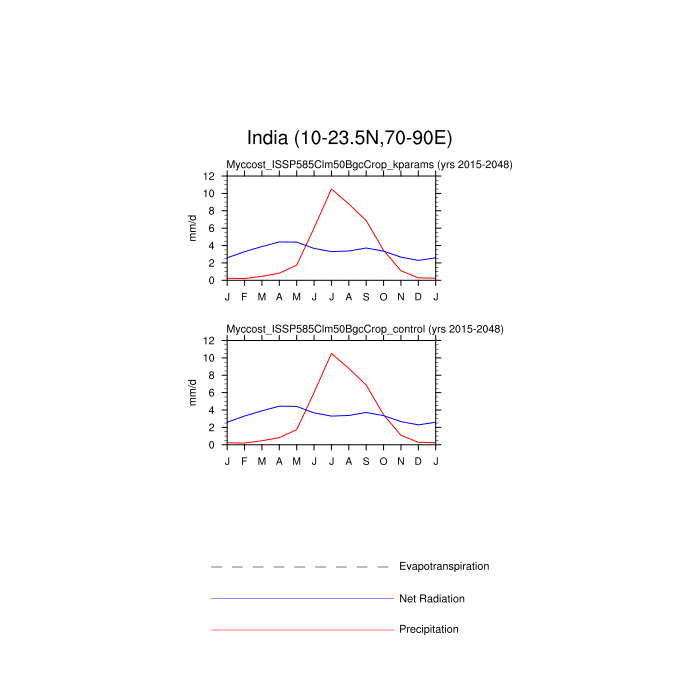 India (10-23.5N,70-90E)
Myccost_ISSP585Clm50BgcCrop_kparams (yrs 2015-2048)
12
10
8
6
4
2
0
mm/d
J F M A M J J A S O N D J
Myccost_ISSP585Clm50BgcCrop_control (yrs 2015-2048)
12
10
8
6
4
2
0
mm/d
J F M A M J J A S O N D J
Evapotranspiration
Net Radiation
Precipitation